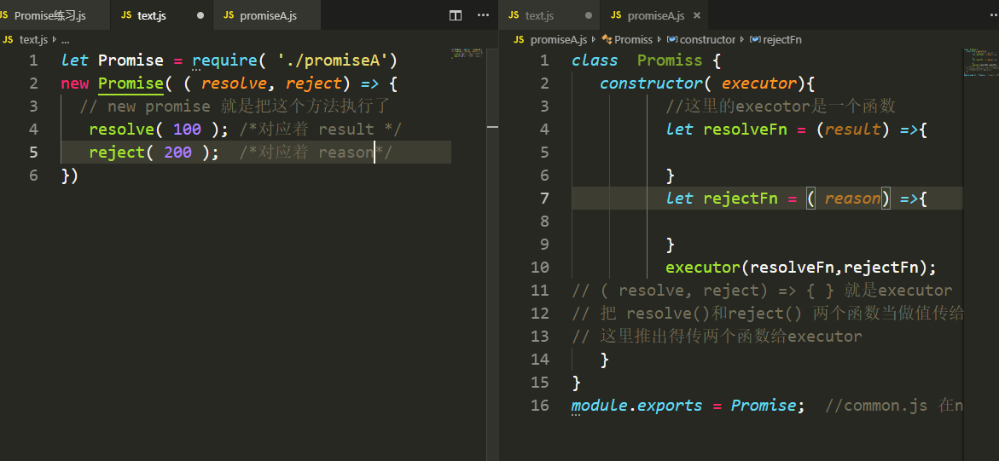 JS Promise练习.js JS text.js JS promiseA.js
JS text.js > ...
1 let Promise = require( './promiseA')
2 new Promise( ( resolve, reject) => {
3 // new promise 就是把这个方法执行了
4 resolve( 100 ); /*对应着 result */
5 reject( 200 ); /*对应着 reason*/
6 })
JS text.js JS promiseA.js ×
JS promiseA.js > Promiss > constructor > rejectFn
1 class Promiss {
2 constructor( executor){
3 //这里的execotor是一个函数
4 let resolveFn = (result) =>{
5
6 }
7 let rejectFn = ( reason) =>{
8
9 }
10 executor(resolveFn,rejectFn);
11 // ( resolve, reject) => { } 就是executor
12 // 把 resolve()和reject() 两个函数当做值传给
13 // 这里推出得传两个函数给executor
14 }
15 }
16 module.exports = Promise; //common.js 在n